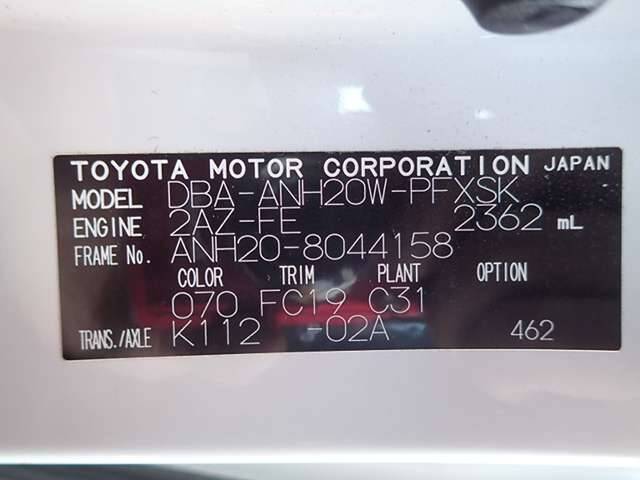 TOYOTA MOTOR CORPORATION JAPAN
MODEL DBA-ANH20W-PFXSK
ENGINE 2AZ-FE 2362 mL
FRAME No. ANH20-8044158
COLOR TRIM PLANT OPTION
070 FC19 C31
TRANS./AXLE K112 -02A 462